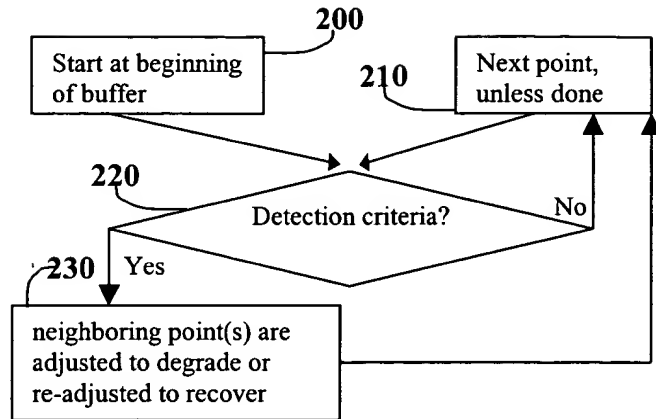 200
Start at beginning
of buffer
210
Next point,
unless done
220
Detection criteria?
No
230
Yes
neighboring point(s) are
adjusted to degrade or
re-adjusted to recover